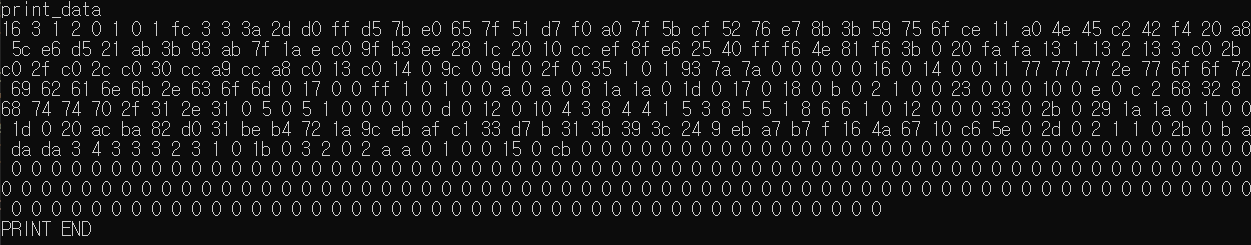 print_data
16 3 1 2 0 1 0 1 fc 3 3 3a 2d d0 ff d5 7b e0 65 7f 51 d7 f0 a0 7f 5b cf 52 76 e7 8b 3b 59 75 6f ce 11 a0 4e 45 c2 42 f4 20 a8
5c e6 d5 21 ab 3b 93 ab 7f 1a e c0 9f b3 ee 28 1c 20 10 cc ef 8f e6 25 40 ff f6 4e 81 f6 3b 0 20 fa fa 13 1 13 2 13 3 c0 2b
c0 2f c0 2c c0 30 cc a9 cc a8 c0 13 c0 14 0 9c 0 9d 0 2f 0 35 1 0 1 93 7a 7a 0 0 0 0 0 16 0 14 0 0 11 77 77 77 2e 77 6f 6f 72
69 62 61 6e 6b 2e 63 6f 6d 0 17 0 0 ff 1 0 1 0 0 a 0 a 0 8 1a 1a 0 1d 0 17 0 18 0 b 0 2 1 0 0 23 0 0 0 10 0 e 0 c 2 68 32 8
68 74 74 70 2f 31 2e 31 0 5 0 5 1 0 0 0 0 0 d 0 12 0 10 4 3 8 4 4 1 5 3 8 5 5 1 8 6 6 1 0 12 0 0 0 33 0 2b 0 29 1a 1a 0 1 0 0
1d 0 20 ac ba 82 d0 31 be b4 72 1a 9c eb af c1 33 d7 b 31 3b 39 3c 24 9 eb a7 b7 f 16 4a 67 10 c6 5e 0 2d 0 2 1 1 0 2b 0 b a
da da 3 4 3 3 3 2 3 1 0 1b 0 3 2 0 2 a a 0 1 0 0 15 0 cb 0 0 0 0 0 0 0 0 0 0 0 0 0 0 0 0 0 0 0 0 0 0 0 0 0 0 0 0 0 0 0 0 0 0
0 0 0 0 0 0 0 0 0 0 0 0 0 0 0 0 0 0 0 0 0 0 0 0 0 0 0 0 0 0 0 0 0 0 0 0 0 0 0 0 0 0 0 0 0 0 0 0 0 0 0 0 0 0 0 0 0 0 0 0 0 0
0 0 0 0 0 0 0 0 0 0 0 0 0 0 0 0 0 0 0 0 0 0 0 0 0 0 0 0 0 0 0 0 0 0 0 0 0 0 0 0 0 0 0 0 0 0 0 0 0 0 0 0 0 0 0 0 0 0 0 0 0 0 0
0 0 0 0 0 0 0 0 0 0 0 0 0 0 0 0 0 0 0 0 0 0 0 0 0 0 0 0 0 0 0 0 0 0 0 0 0 0 0 0 0 0 0 0
PRINT END